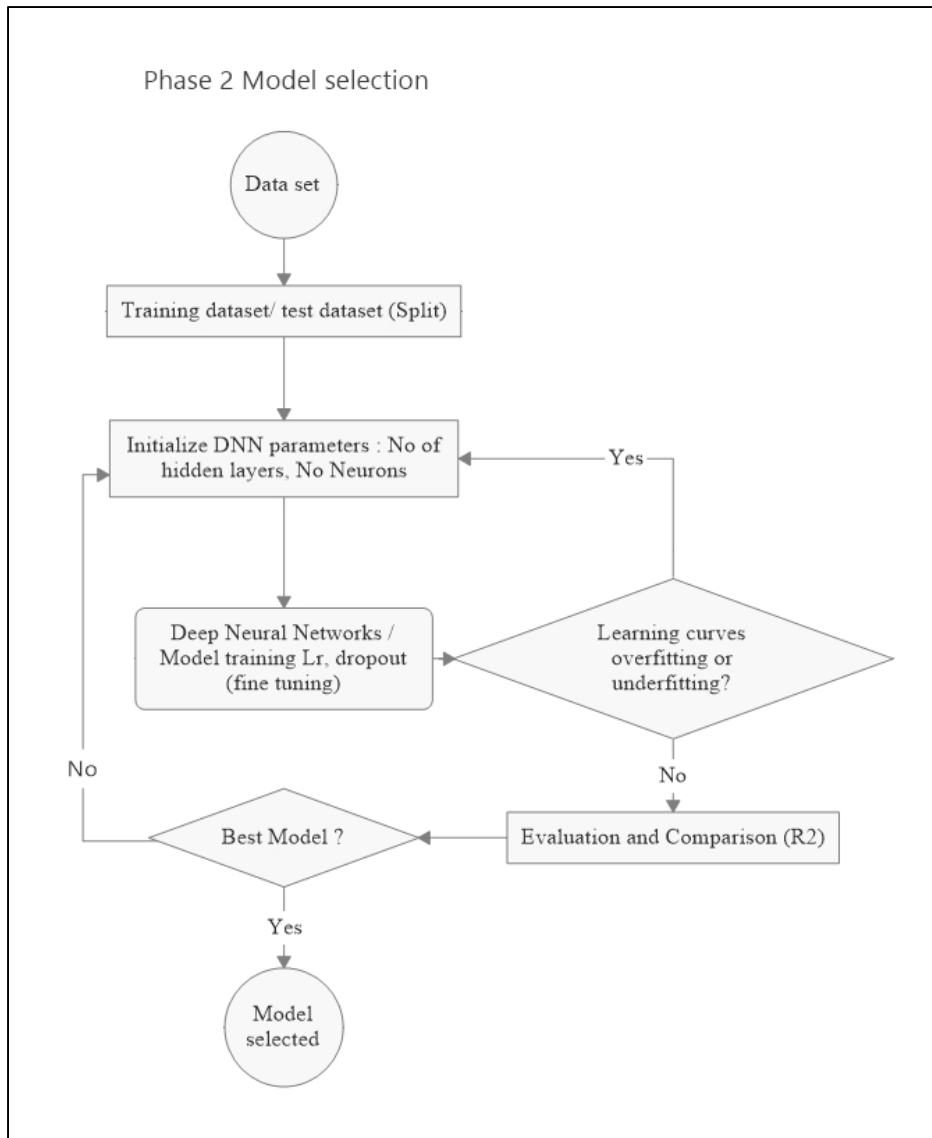 Phase 2 Model selection
Data set
Training dataset/ test dataset (Split)
Initialize DNN parameters : No of
hidden layers, No Neurons
Yes
Deep Neural Networks /
Model training Lr, dropout
(fine tuning)
Learning curves
overfitting or
underfitting?
No
No
Evaluation and Comparison (R2)
Best Model ?
Yes
Model
selected